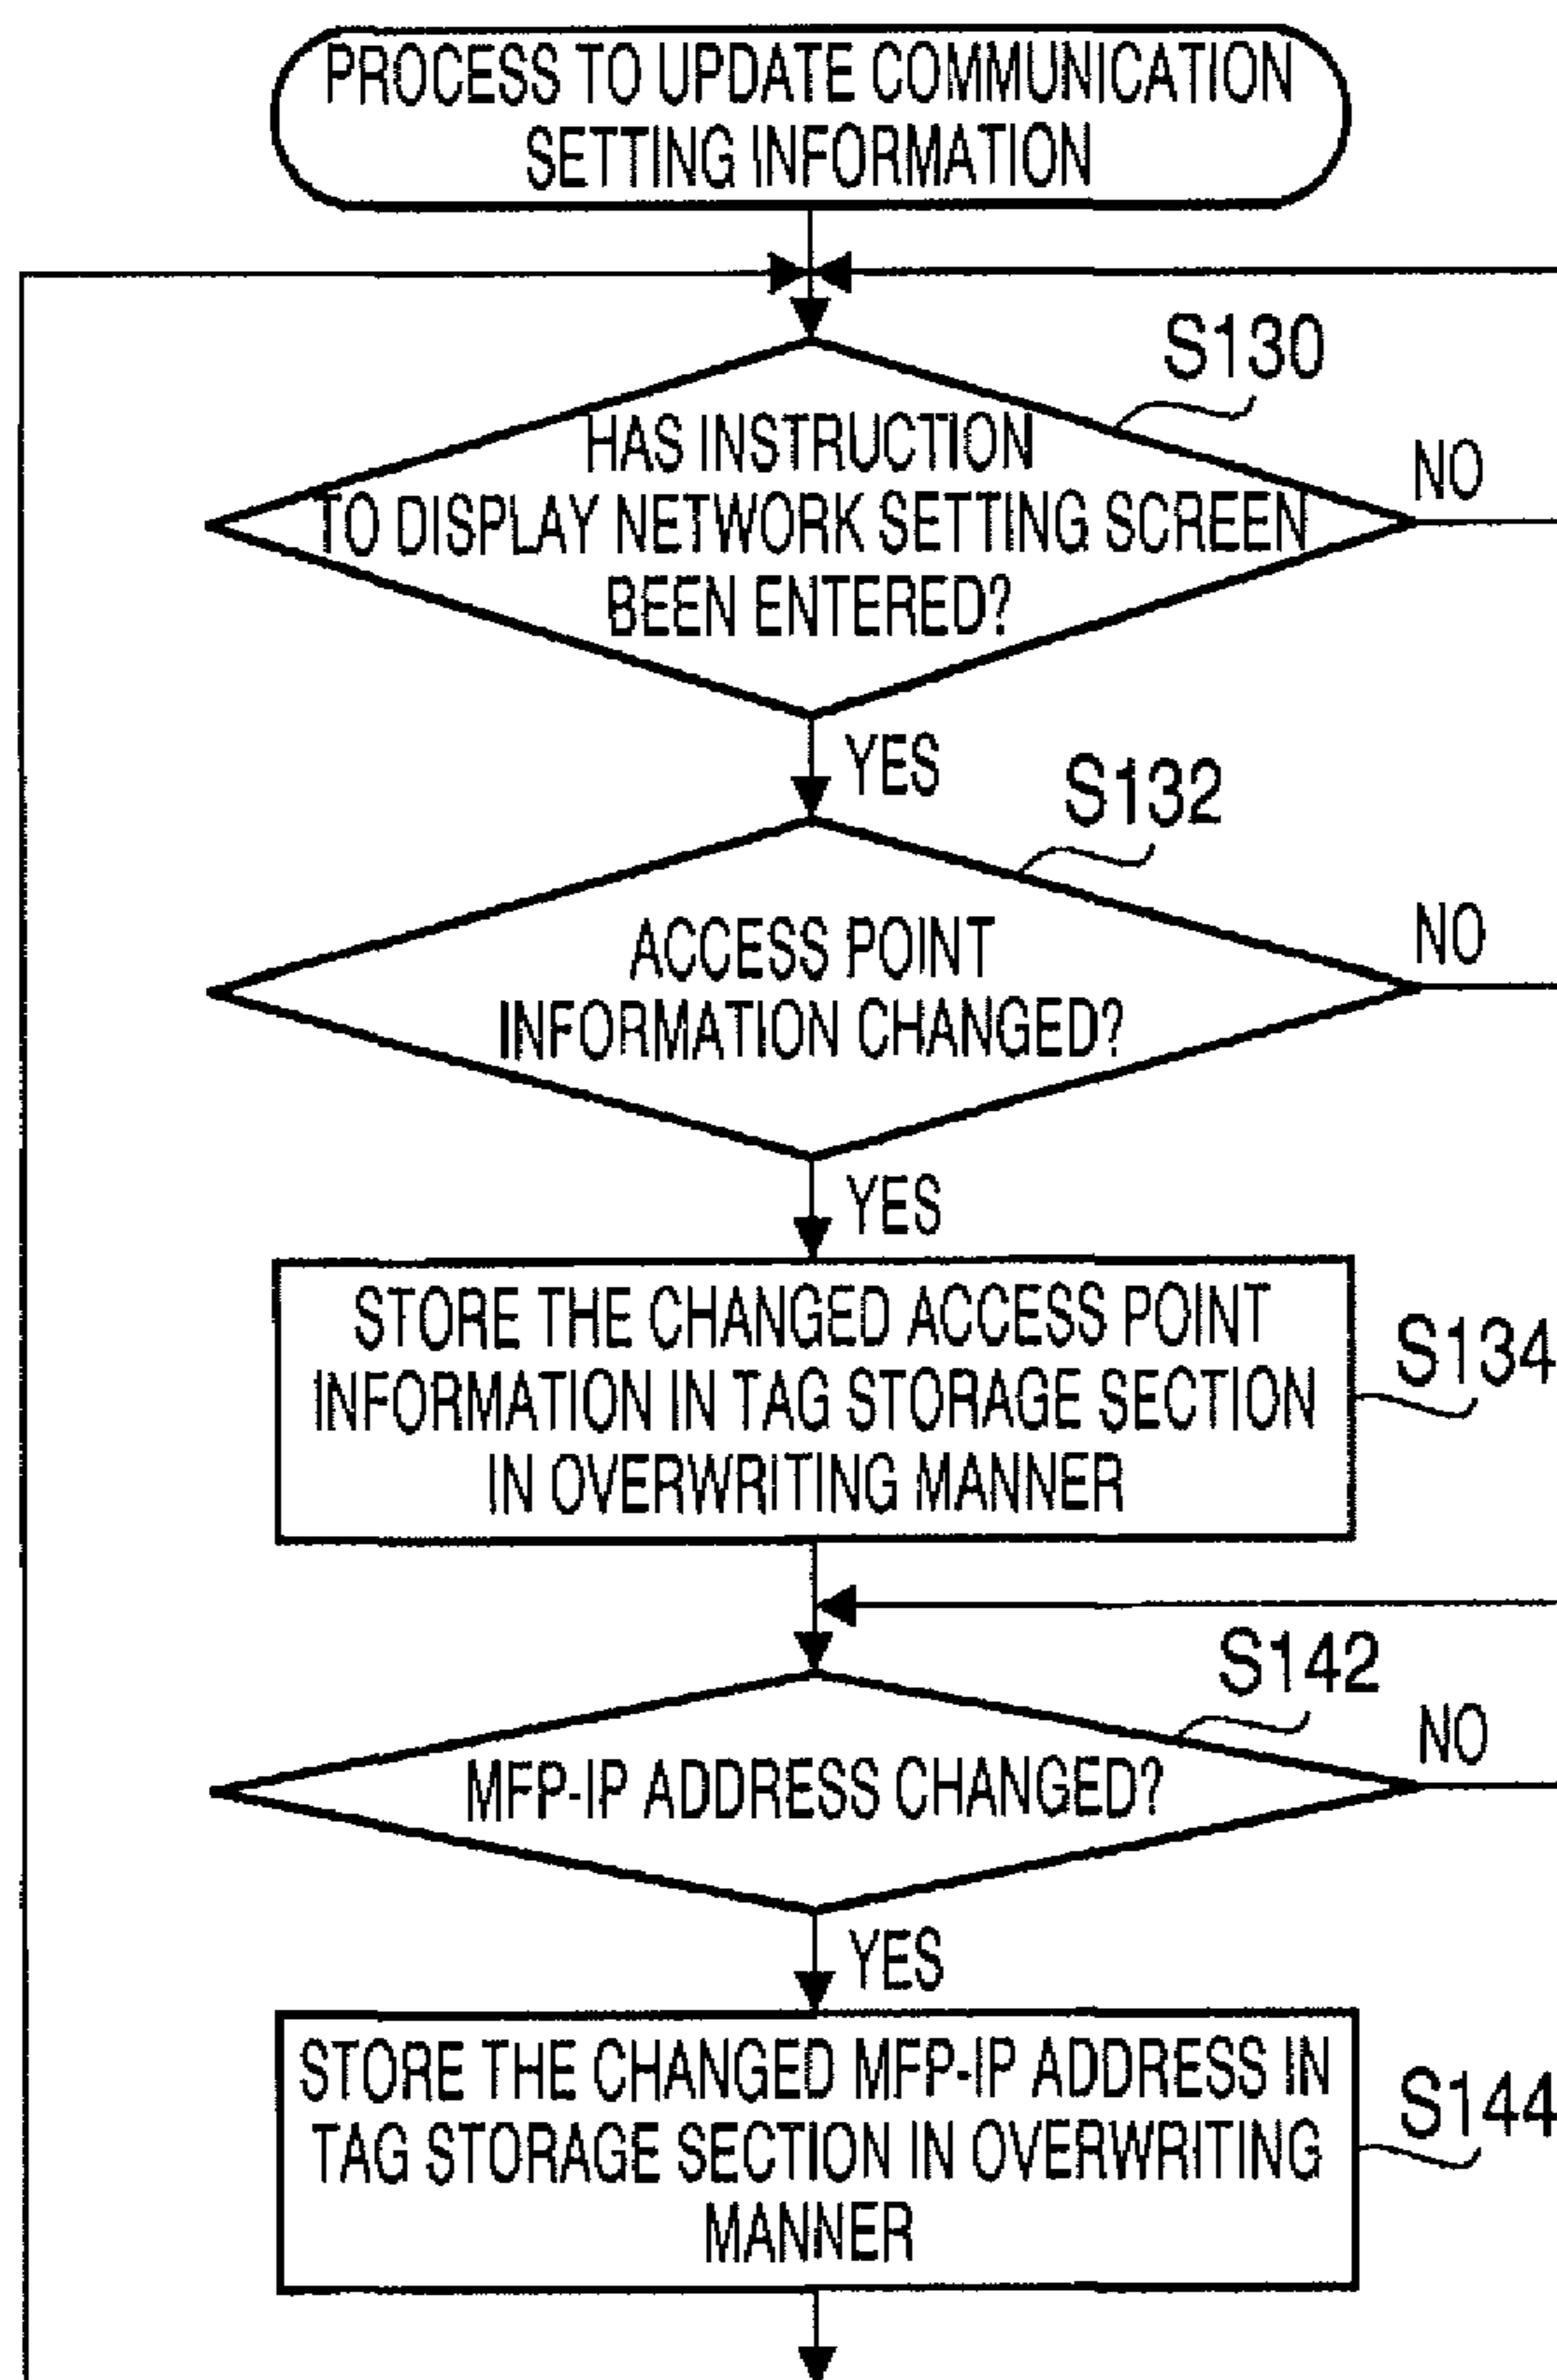 PROCESS TO UPDATE COMMUNICATION
SETTING INFORMATION
S130
HAS INSTRUCTION
TO DISPLAY NETWORK SETTING SCREEN
BEEN ENTERED?
NO
YES
S132
ACCESS POINT
INFORMATION CHANGED?
NO
YES
STORE THE CHANGED ACCESS POINT
INFORMATION IN TAG STORAGE SECTION
IN OVERWRITING MANNER
S134
S142
MFP-IP ADDRESS CHANGED?
NO
YES
STORE THE CHANGED MFP-IP ADDRESS IN
TAG STORAGE SECTION IN OVERWRITING
MANNER
S144